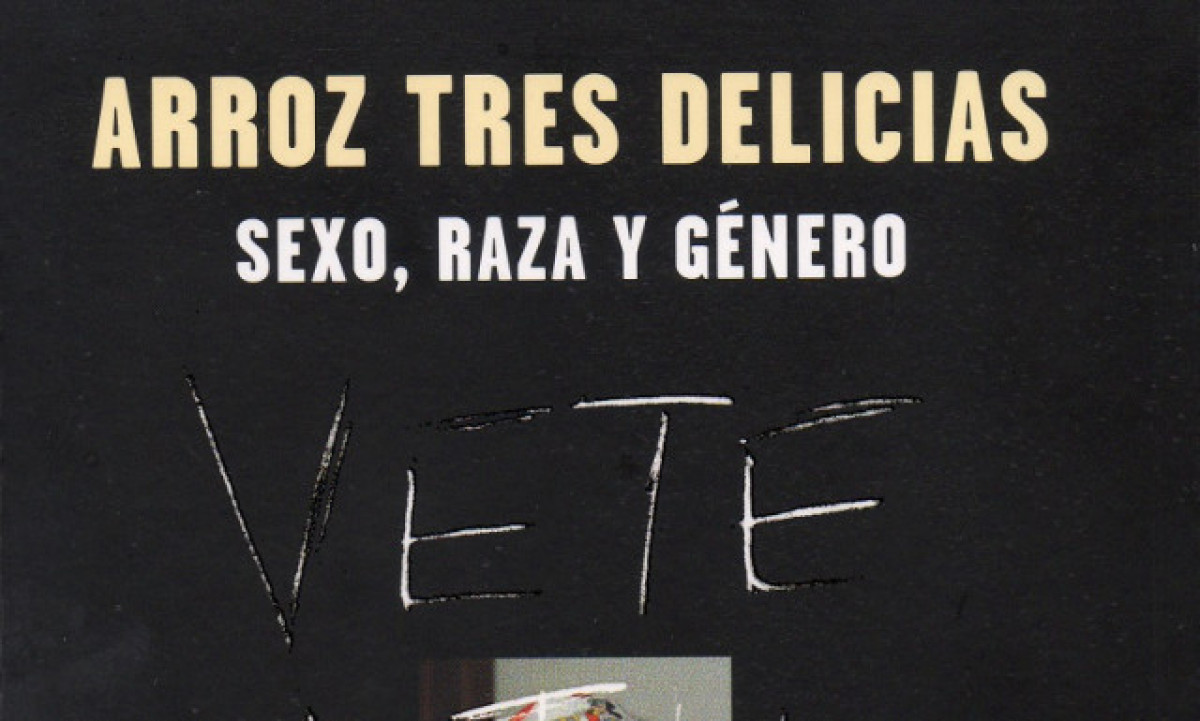 ARROZ TRES DELICIAS
SEXO, RAZA Y GÉNERO
VETE